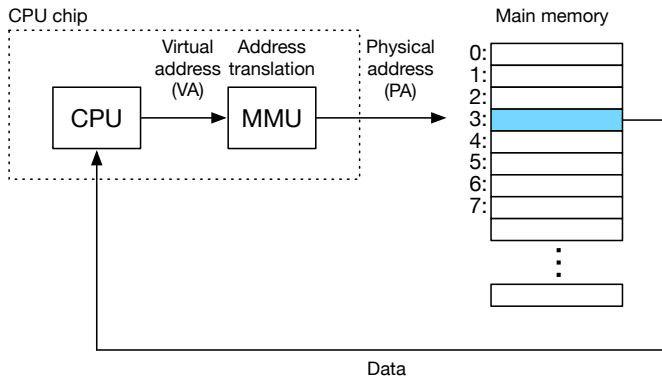 CPU chip
Main memory
Virtual
address
(VA)
Address
translation
Physical
address
(PA)
CPU
MMU
0:
1:
2:
3:
4:
5:
6:
7:
Data